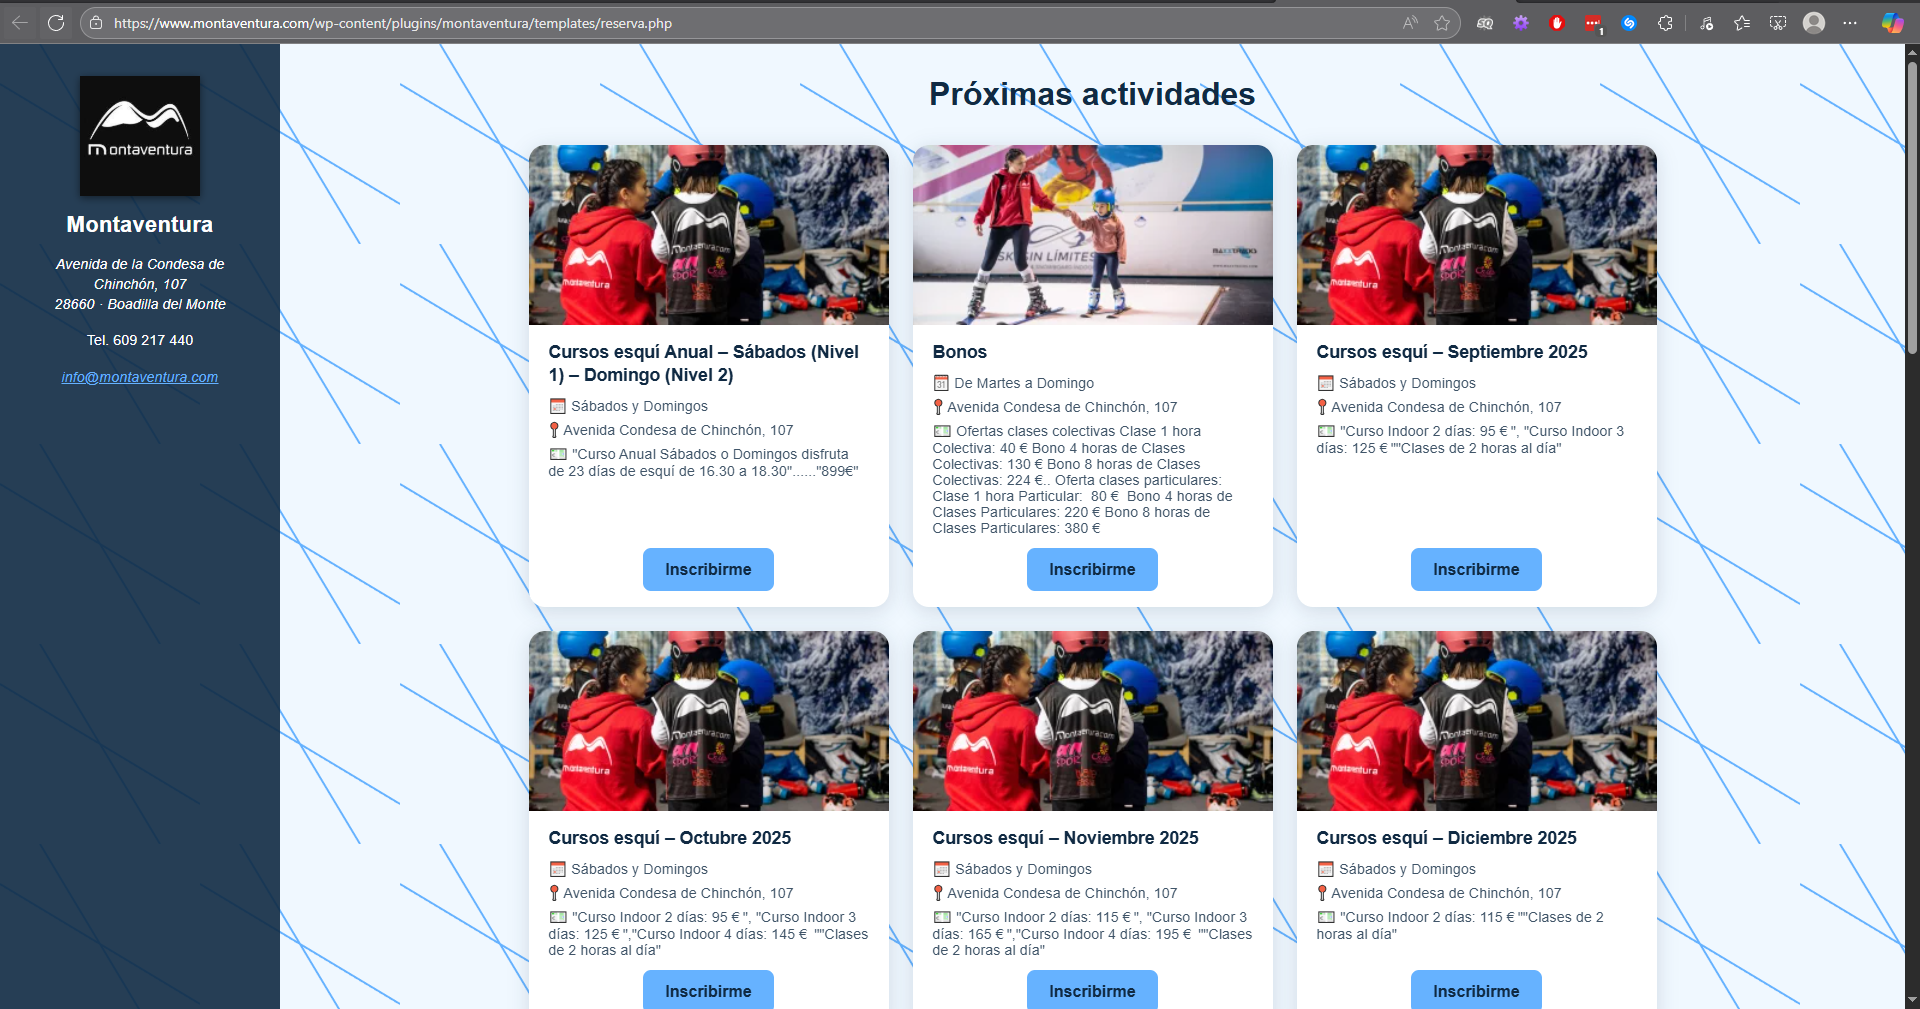 https://www.montaventura.com/wp-content/plugins/montaventura/templates/reserva.php
montaventura
Montaventura
Avenida de la Condesa de
Chinchón, 107
28660 · Boadilla del Monte
Tel. 609 217 440
info@montaventura.com
Próximas actividades
Cursos esquí Anual – Sábados (Nivel
1) – Domingo (Nivel 2)
Sábados y Domingos
Avenida Condesa de Chinchón, 107
"Curso Anual Sábados o Domingos disfruta
de 23 días de esquí de 16.30 a 18.30"......"899€"
Inscribirme
Bonos
De Martes a Domingo
Avenida Condesa de Chinchón, 107
Ofertas clases colectivas Clase 1 hora
Colectiva: 40 € Bono 4 horas de Clases
Colectivas: 130 € Bono 8 horas de Clases
Colectivas: 224 €.. Oferta clases particulares:
Clase 1 hora Particular:  80 €  Bono 4 horas de
Clases Particulares: 220 € Bono 8 horas de
Clases Particulares: 380 €
Inscribirme
Cursos esquí – Septiembre 2025
Sábados y Domingos
Avenida Condesa de Chinchón, 107
"Curso Indoor 2 días: 95 € ", "Curso Indoor 3
días: 125 € ""Clases de 2 horas al día"
Inscribirme
Cursos esquí – Octubre 2025
Sábados y Domingos
Avenida Condesa de Chinchón, 107
"Curso Indoor 2 días: 95 € ", "Curso Indoor 3
días: 125 € ","Curso Indoor 4 días: 145 €  ""Clases
de 2 horas al día"
Inscribirme
Cursos esquí – Noviembre 2025
Sábados y Domingos
Avenida Condesa de Chinchón, 107
"Curso Indoor 2 días: 115 € ", "Curso Indoor 3
días: 165 € ","Curso Indoor 4 días: 195 €  ""Clases
de 2 horas al día"
Inscribirme
Cursos esquí – Diciembre 2025
Sábados y Domingos
Avenida Condesa de Chinchón, 107
"Curso Indoor 2 días: 115 € ""Clases de 2
horas al día"
Inscribirme